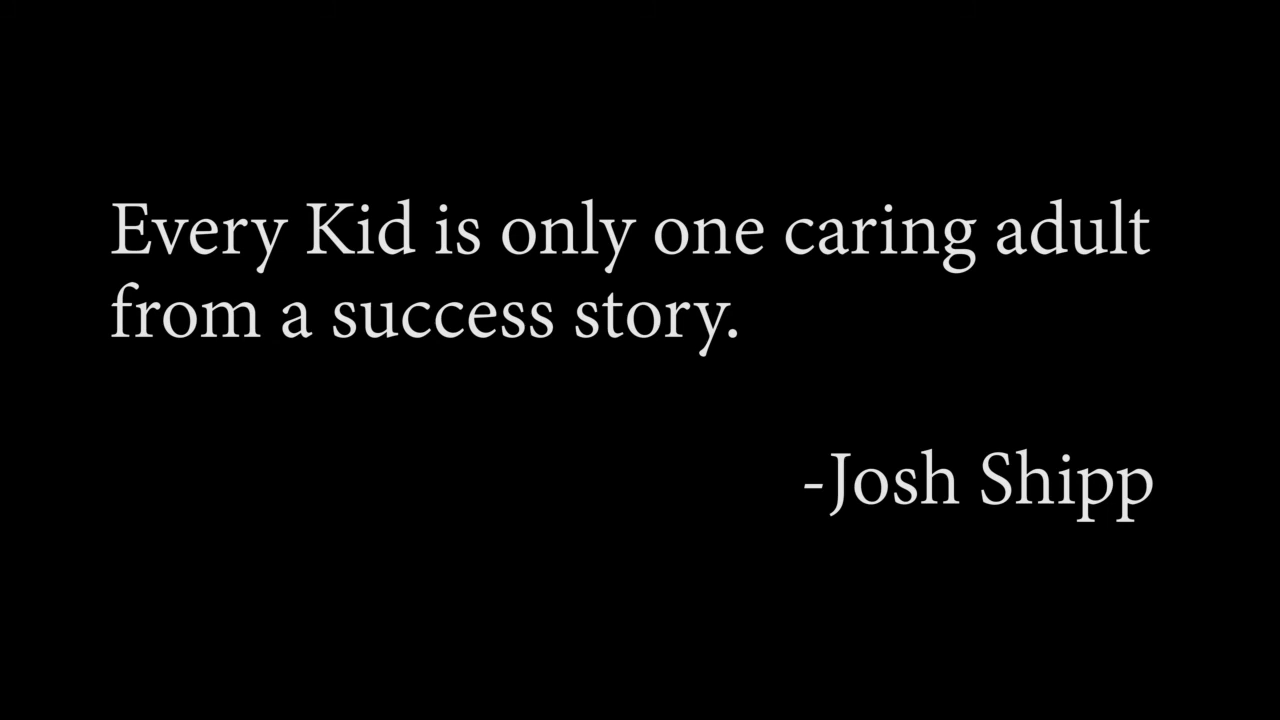 Every Kid is only one caring adult
from a success story.
-Josh Shipp